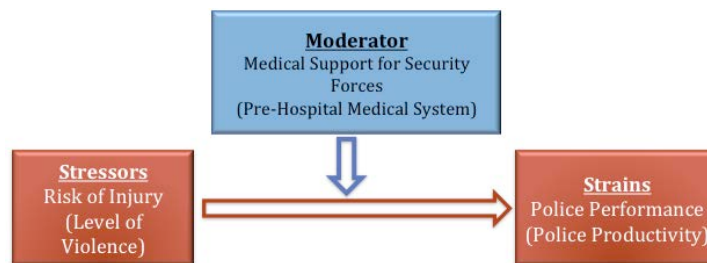 Moderator
Medical Support for Security
Forces
(Pre-Hospital Medical System)
Stressors
Risk of Injury
(Level of
Violence)
Strains
Police Performance
(Police Productivity)